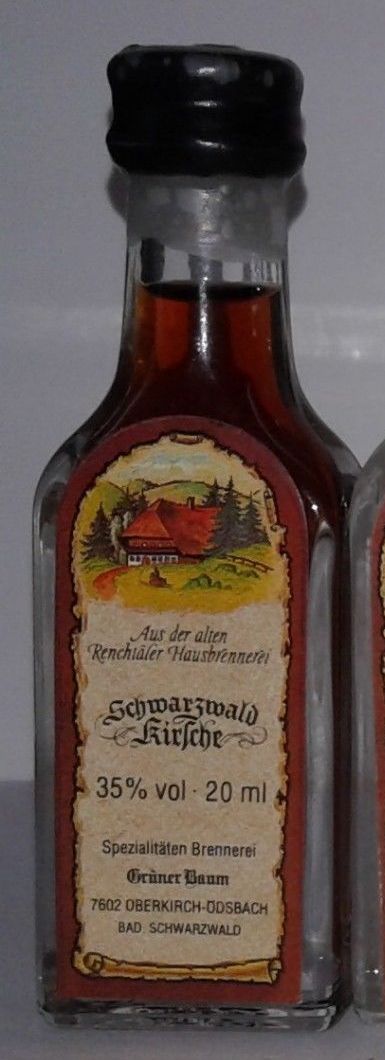 Aus der alten
Renchtäler Hausbrennerei
Schwarzwald
Kirsche
35% vol · 20 ml
Spezialitäten Brennerei
Grüner Baum
7602 OBERKIRCH-ÖDSBACH
BAD. SCHWARZWALD